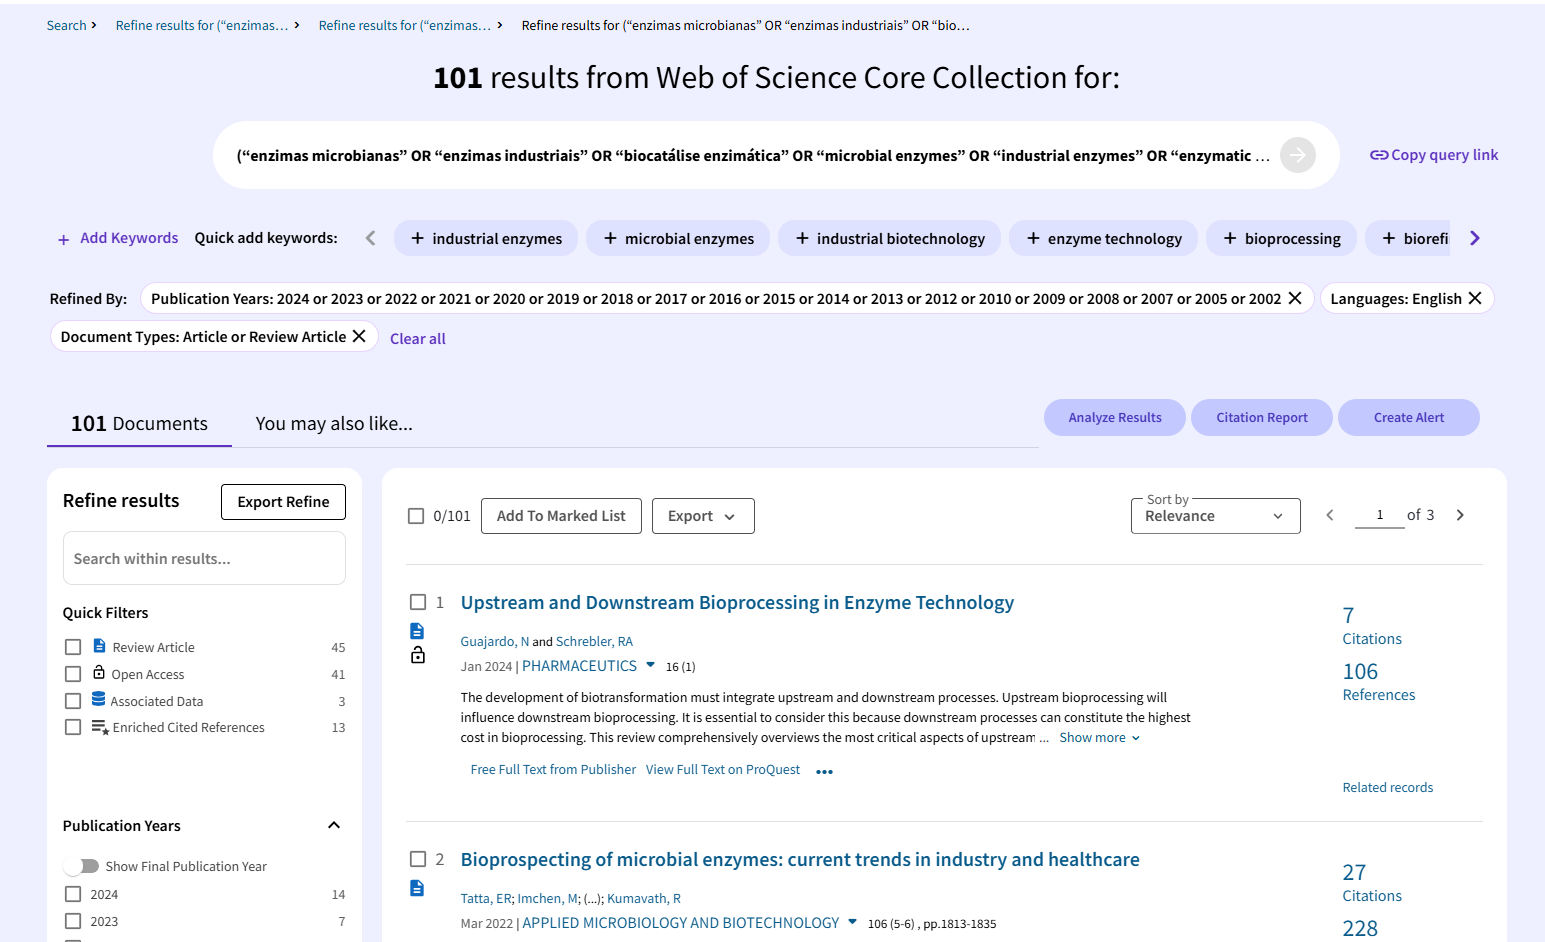 Search
Refine results for (“enzimas...
Refine results for (“enzimas...
Refine results for (“enzimas microbianas” OR “enzimas industriais” OR “bio...
101 results from Web of Science Core Collection for:
(“enzimas microbianas” OR “enzimas industriais” OR “biocatálise enzimática” OR “microbial enzymes” OR “industrial enzymes” OR “enzymatic ...
Copy query link
+ Add Keywords
Quick add keywords:
+ industrial enzymes
+ microbial enzymes
+ industrial biotechnology
+ enzyme technology
+ bioprocessing
+ biorefi
Refined By:
Publication Years: 2024 or 2023 or 2022 or 2021 or 2020 or 2019 or 2018 or 2017 or 2016 or 2015 or 2014 or 2013 or 2012 or 2010 or 2009 or 2008 or 2007 or 2005 or 2002
Languages: English
Document Types: Article or Review Article
Clear all
101 Documents
You may also like...
Analyze Results
Citation Report
Create Alert
Refine results
Export Refine
Search within results...
Quick Filters
Review Article 45
Open Access 41
Associated Data 3
Enriched Cited References 13
Publication Years
Show Final Publication Year
2024 14
2023 7
0/101
Add To Marked List
Export
Sort by
Relevance
1 of 3
1 Upstream and Downstream Bioprocessing in Enzyme Technology
Guajardo, N and Schrebler, RA
Jan 2024 | PHARMACEUTICS 16 (1)
The development of biotransformation must integrate upstream and downstream processes. Upstream bioprocessing will
influence downstream bioprocessing. It is essential to consider this because downstream processes can constitute the highest
cost in bioprocessing. This review comprehensively overviews the most critical aspects of upstream ... Show more
Free Full Text from Publisher View Full Text on ProQuest
7
Citations
106
References
Related records
2 Bioprospecting of microbial enzymes: current trends in industry and healthcare
Tatta, ER; Imchen, M; (...); Kumavath, R
Mar 2022 | APPLIED MICROBIOLOGY AND BIOTECHNOLOGY 106 (5-6) , pp.1813-1835
27
Citations
228